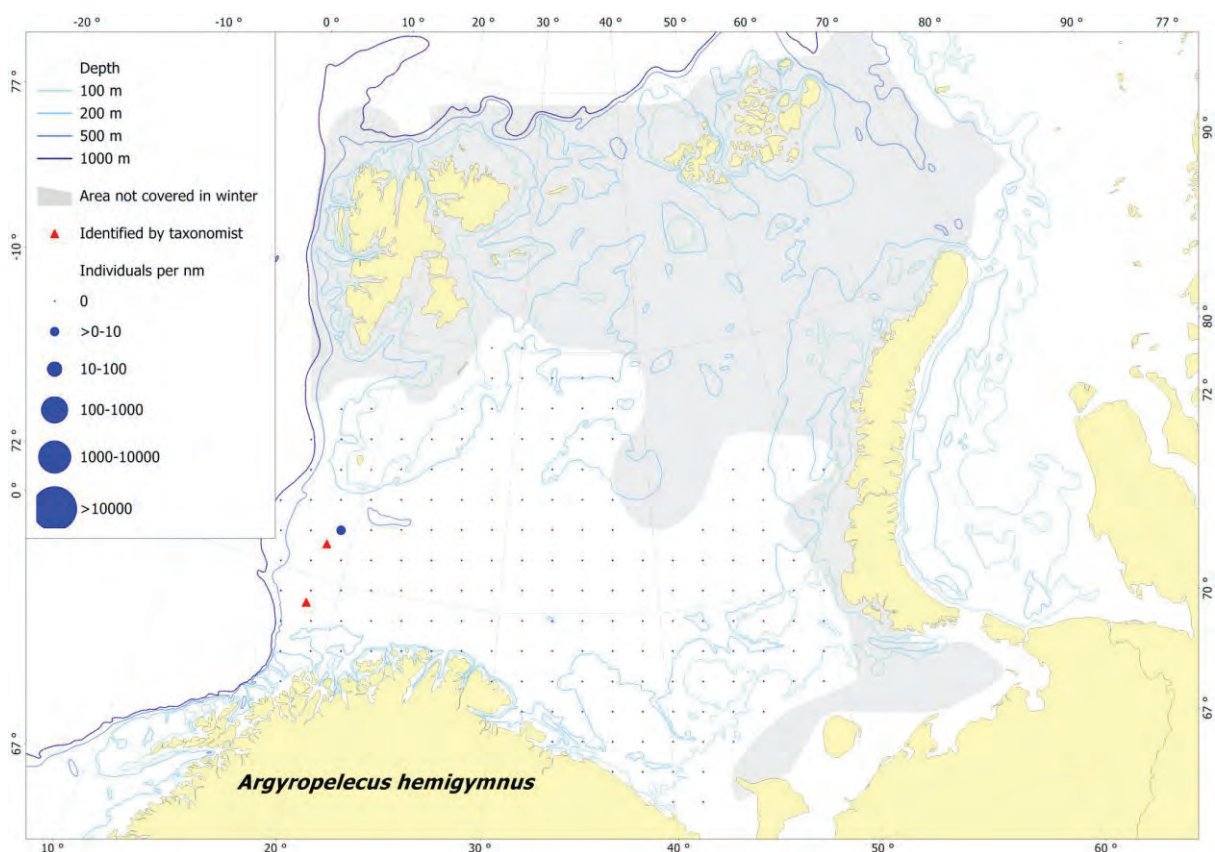 -20 ° -10 ° 0 ° 10 ° 20 ° 30 ° 40 ° 50 ° 60 ° 70 ° 80 ° 90 ° 77 °
77 °
-10 °
72 °
0 °
67 °
Depth
100 m
200 m
500 m
1000 m
Area not covered in winter
Identified by taxonomist
Individuals per nm
0
>0-10
10-100
100-1000
1000-10000
>10000
90 °
80 °
72 °
70 °
67 °
Argyropelecus hemigymnus
10 ° 20 ° 30 ° 40 ° 50 ° 60 °